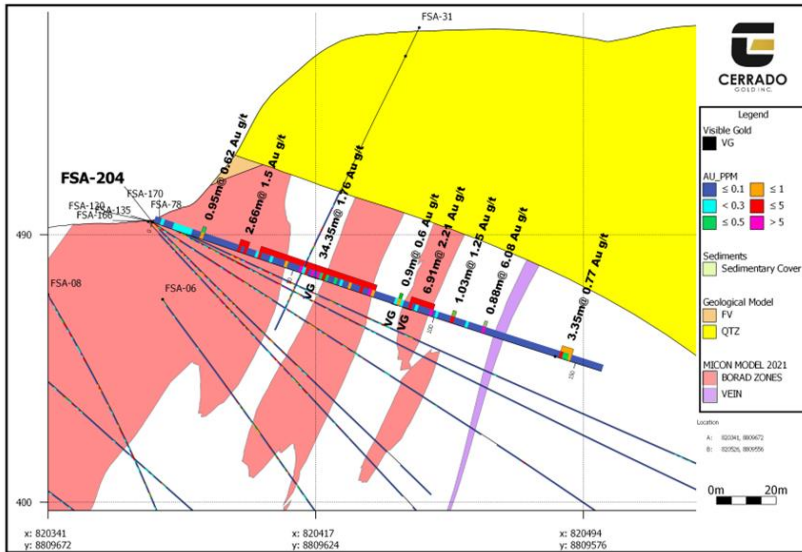 FSA-31
CERRADO
GOLD INC.
Legend
Visible Gold
VG
AU_PPM
≤ 0.1
≤ 1
< 0.3
≤ 5
≤ 0.5
> 5
Sediments
Sedimentary Cover
Geological Model
FV
QTZ
MICON MODEL 2021
BORAD ZONES
VEIN
Location
A: 820341, 8809672
B: 820526, 8809556
0m 20m
FSA-204
FSA-170
FSA-78
FSA-135
FSA-168
FSA-08
FSA-06
0.95m@ 0.62 Au g/t
2.66m@ 1.5 Au g/t
34.35m@ 1.76 Au g/t
0.9m@ 0.6 Au g/t
6.91m@ 2.21 Au g/t
1.03m@ 1.25 Au g/t
0.88m@ 6.08 Au g/t
3.35m@ 0.77 Au g/t
VG
VG
VG
100
150
490
400
x: 820341
y: 8809672
x: 820417
y: 8809624
x: 820494
y: 8809576